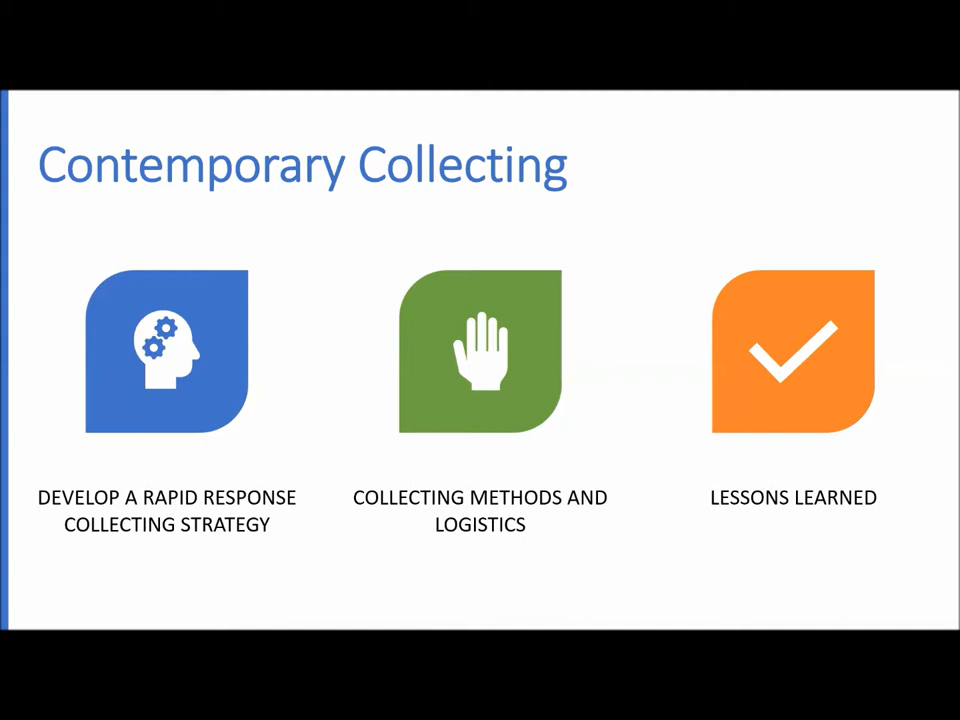 Contemporary Collecting
DEVELOP A RAPID RESPONSE
COLLECTING STRATEGY
COLLECTING METHODS AND
LOGISTICS
LESSONS LEARNED